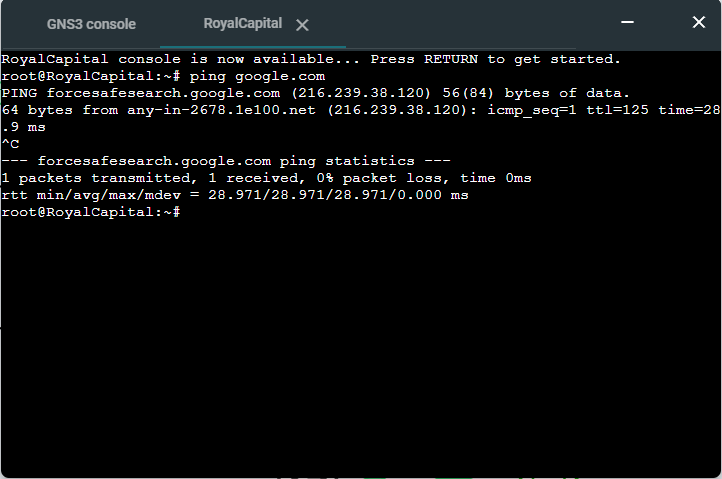 GNS3 console RoyalCapital
RoyalCapital console is now available... Press RETURN to get started.
root@RoyalCapital:~# ping google.com
PING forcesafesearch.google.com (216.239.38.120) 56(84) bytes of data.
64 bytes from any-in-2678.1e100.net (216.239.38.120): icmp_seq=1 ttl=125 time=28
.9 ms
^C
--- forcesafesearch.google.com ping statistics ---
1 packets transmitted, 1 received, 0% packet loss, time 0ms
rtt min/avg/max/mdev = 28.971/28.971/28.971/0.000 ms
root@RoyalCapital:~#